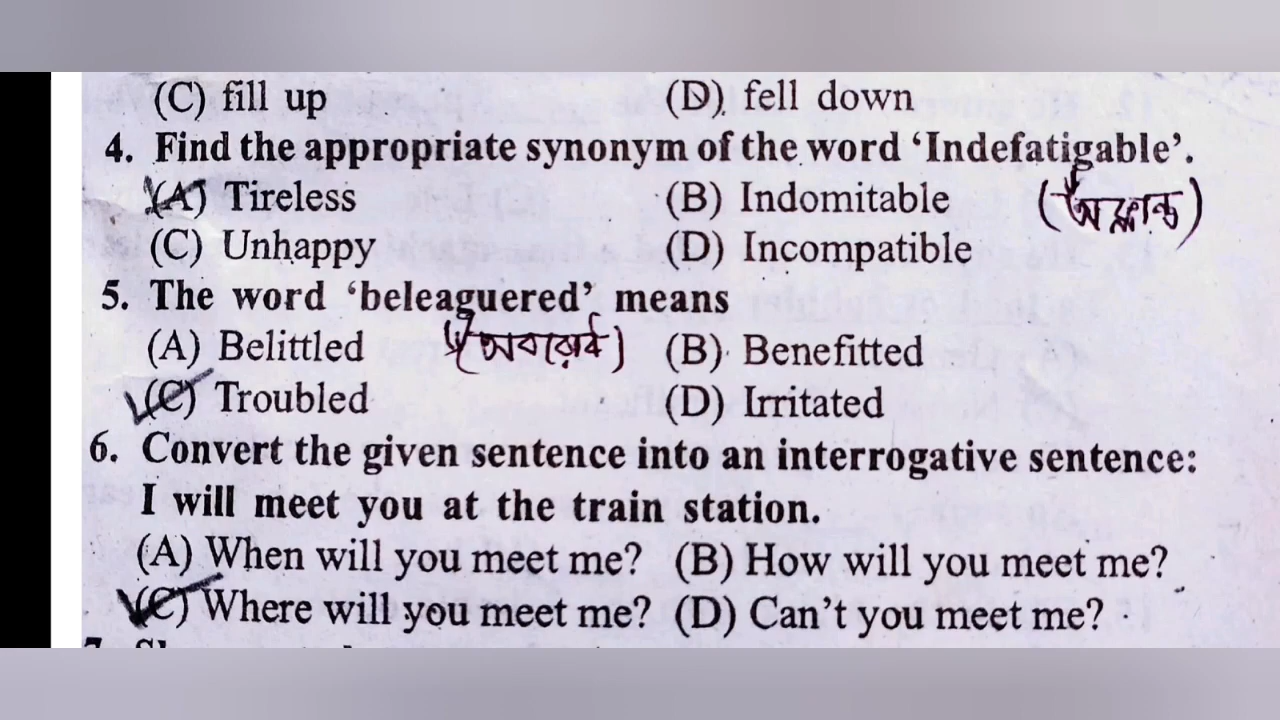 (C) fill up (D) fell down
4. Find the appropriate synonym of the word ‘Indefatigable’.
(A) Tireless (B) Indomitable (অক্লান্ত)
(C) Unhappy (D) Incompatible
5. The word ‘beleaguered’ means
(A) Belittled (B) Benefitted
(C) Troubled (D) Irritated
6. Convert the given sentence into an interrogative sentence:
I will meet you at the train station.
(A) When will you meet me? (B) How will you meet me?
(C) Where will you meet me? (D) Can’t you meet me?